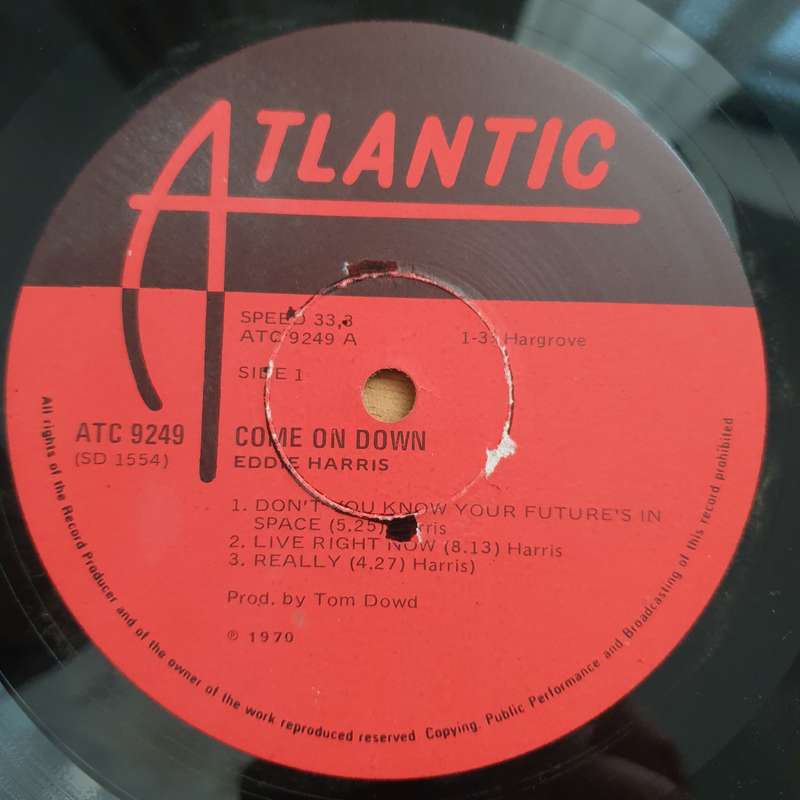 ATLANTIC
SPEED 33,3
ATC 9249 A
1-3: Hargrove
SIDE 1
ATC 9249
(SD 1554)
COME ON DOWN
EDDIE HARRIS
1. DON'T YOU KNOW YOUR FUTURE'S IN
SPACE (5.25) Harris
2. LIVE RIGHT NOW (8.13) Harris
3. REALLY (4.27) Harris)
Prod. by Tom Dowd
℗ 1970
All rights of the Record Producer and of the owner of the work reproduced reserved. Copying, Public Performance and Broadcasting of this record prohibited